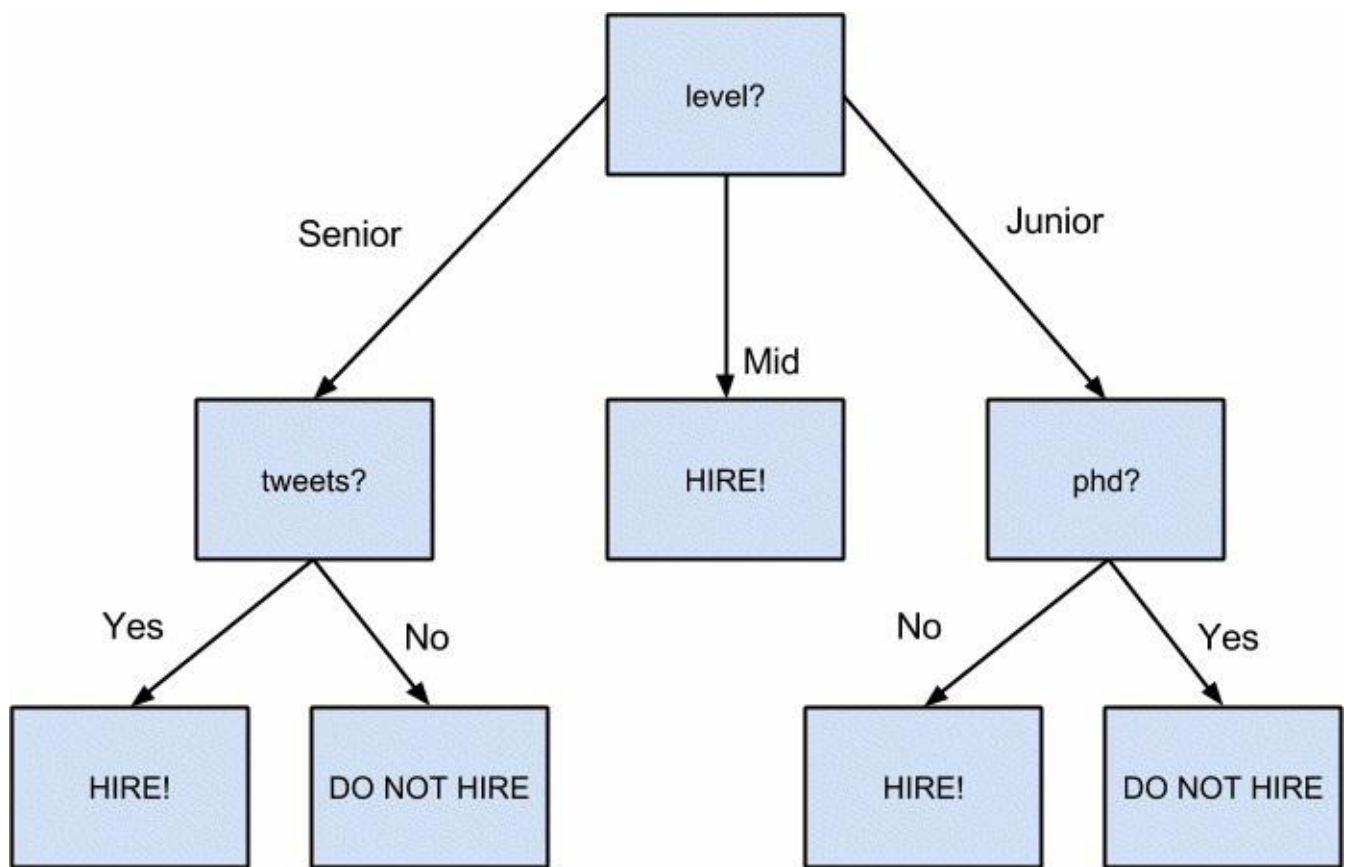 level?
Senior
Junior
Mid
tweets?
HIRE!
phd?
Yes
No
No
Yes
HIRE!
DO NOT HIRE
HIRE!
DO NOT HIRE